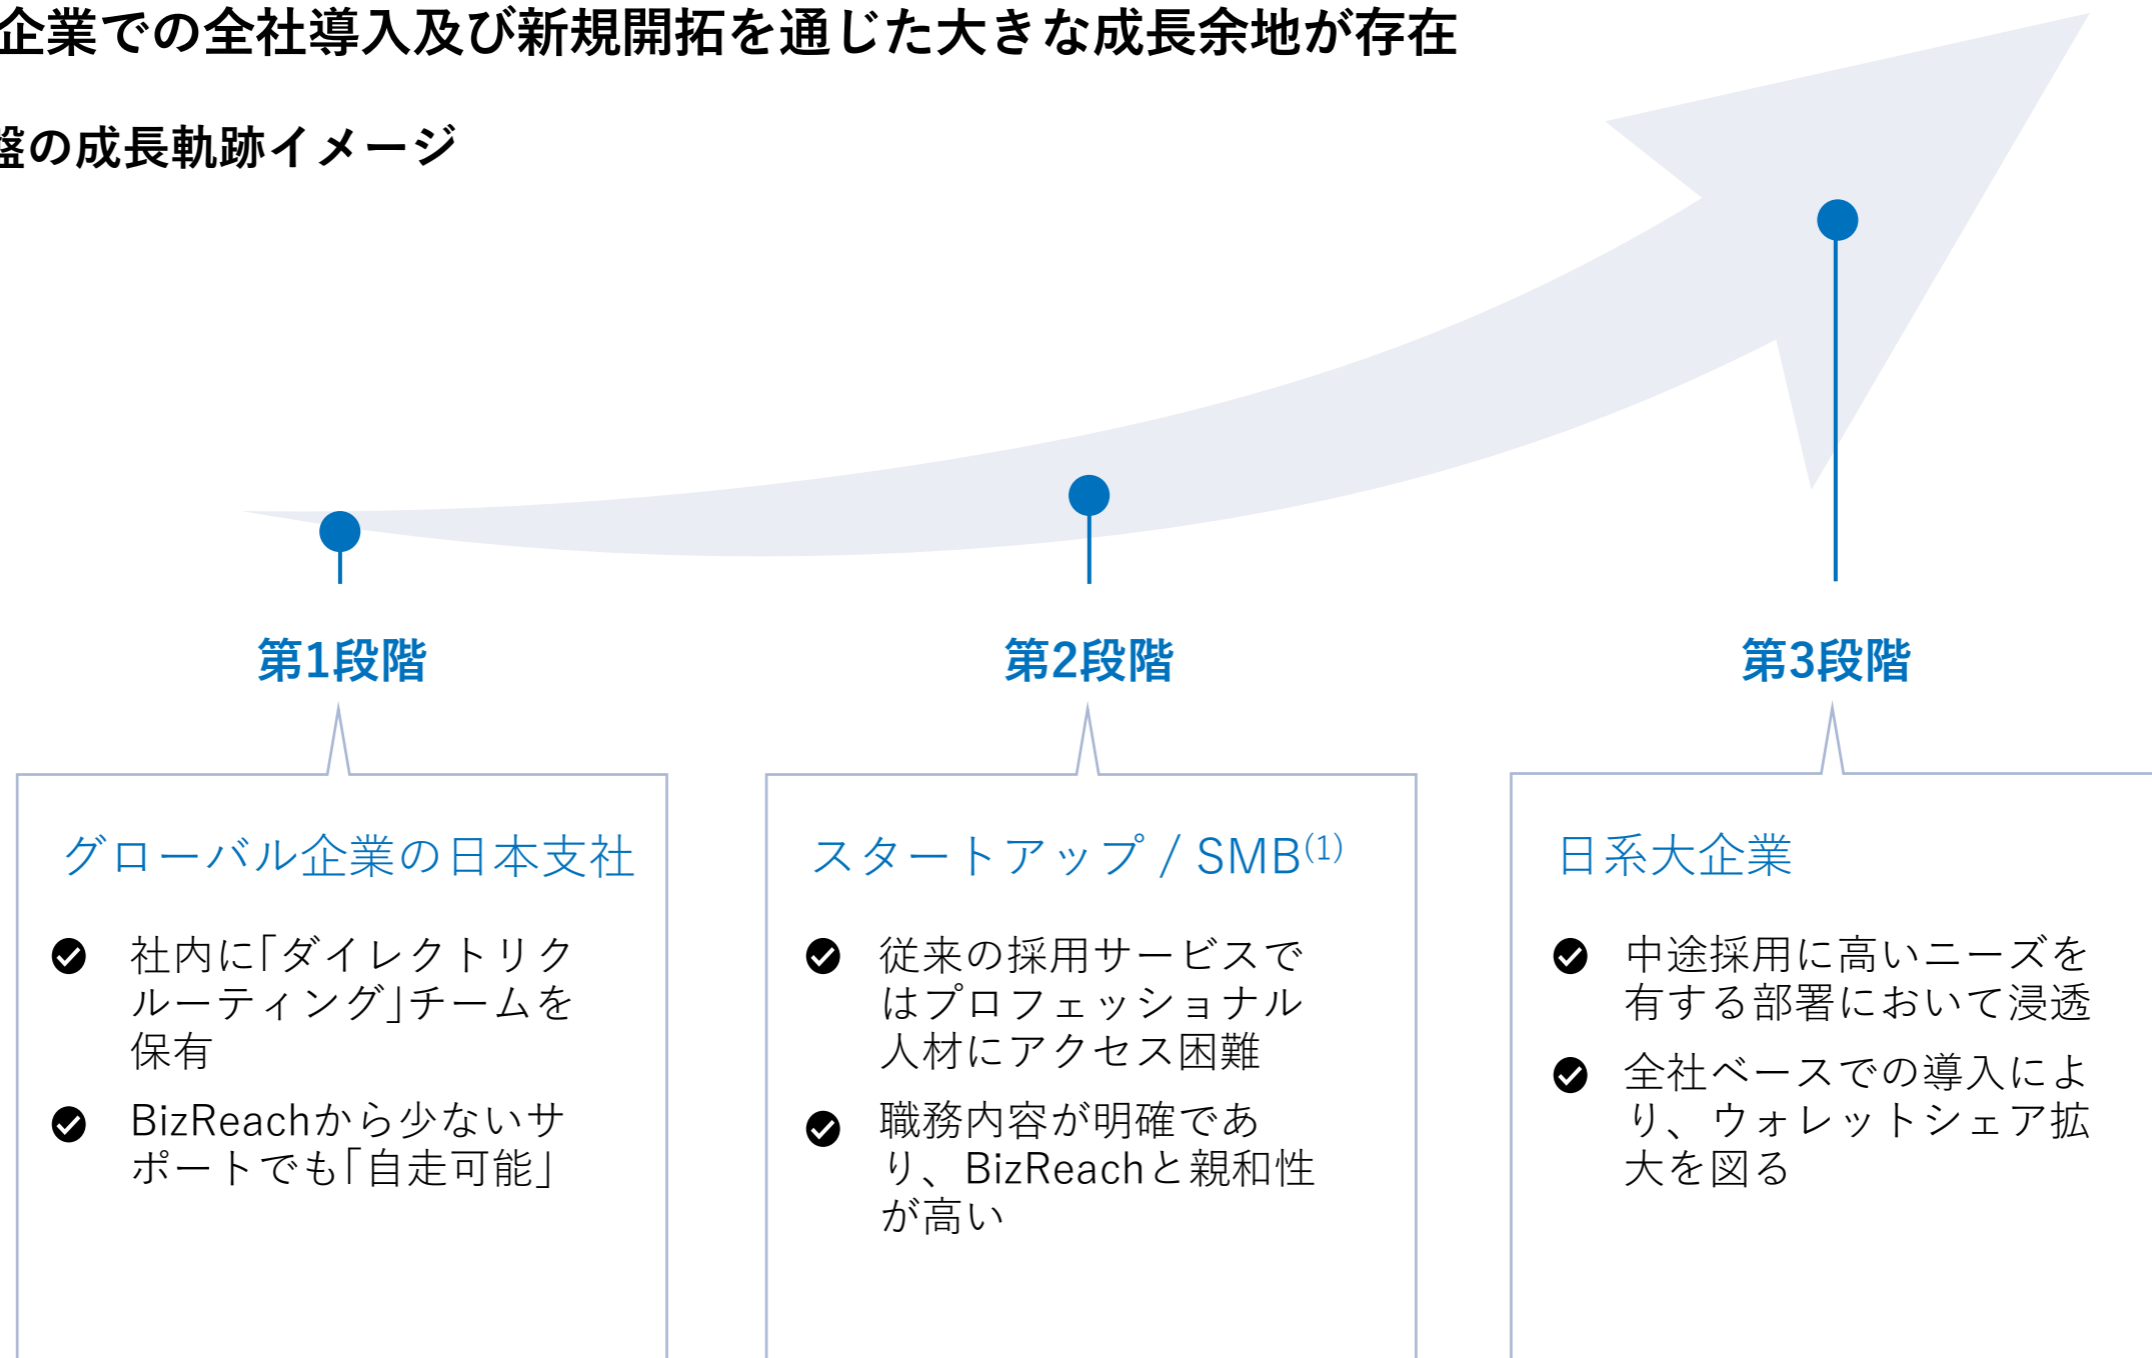 企業での全社導入及び新規開拓を通じた大きな成長余地が存在
盤の成長軌跡イメージ
第1段階
グローバル企業の日本支社
社内に「ダイレクトリク
ルーティング」チームを
保有
BizReachから少ないサ
ポートでも「自走可能」
第2段階
スタートアップ / SMB(1)
従来の採用サービスで
はプロフェッショナル
人材にアクセス困難
職務内容が明確であ
り、BizReachと親和性
が高い
第3段階
日系大企業
中途採用に高いニーズを
有する部署において浸透
全社ベースでの導入によ
り、ウォレットシェア拡
大を図る